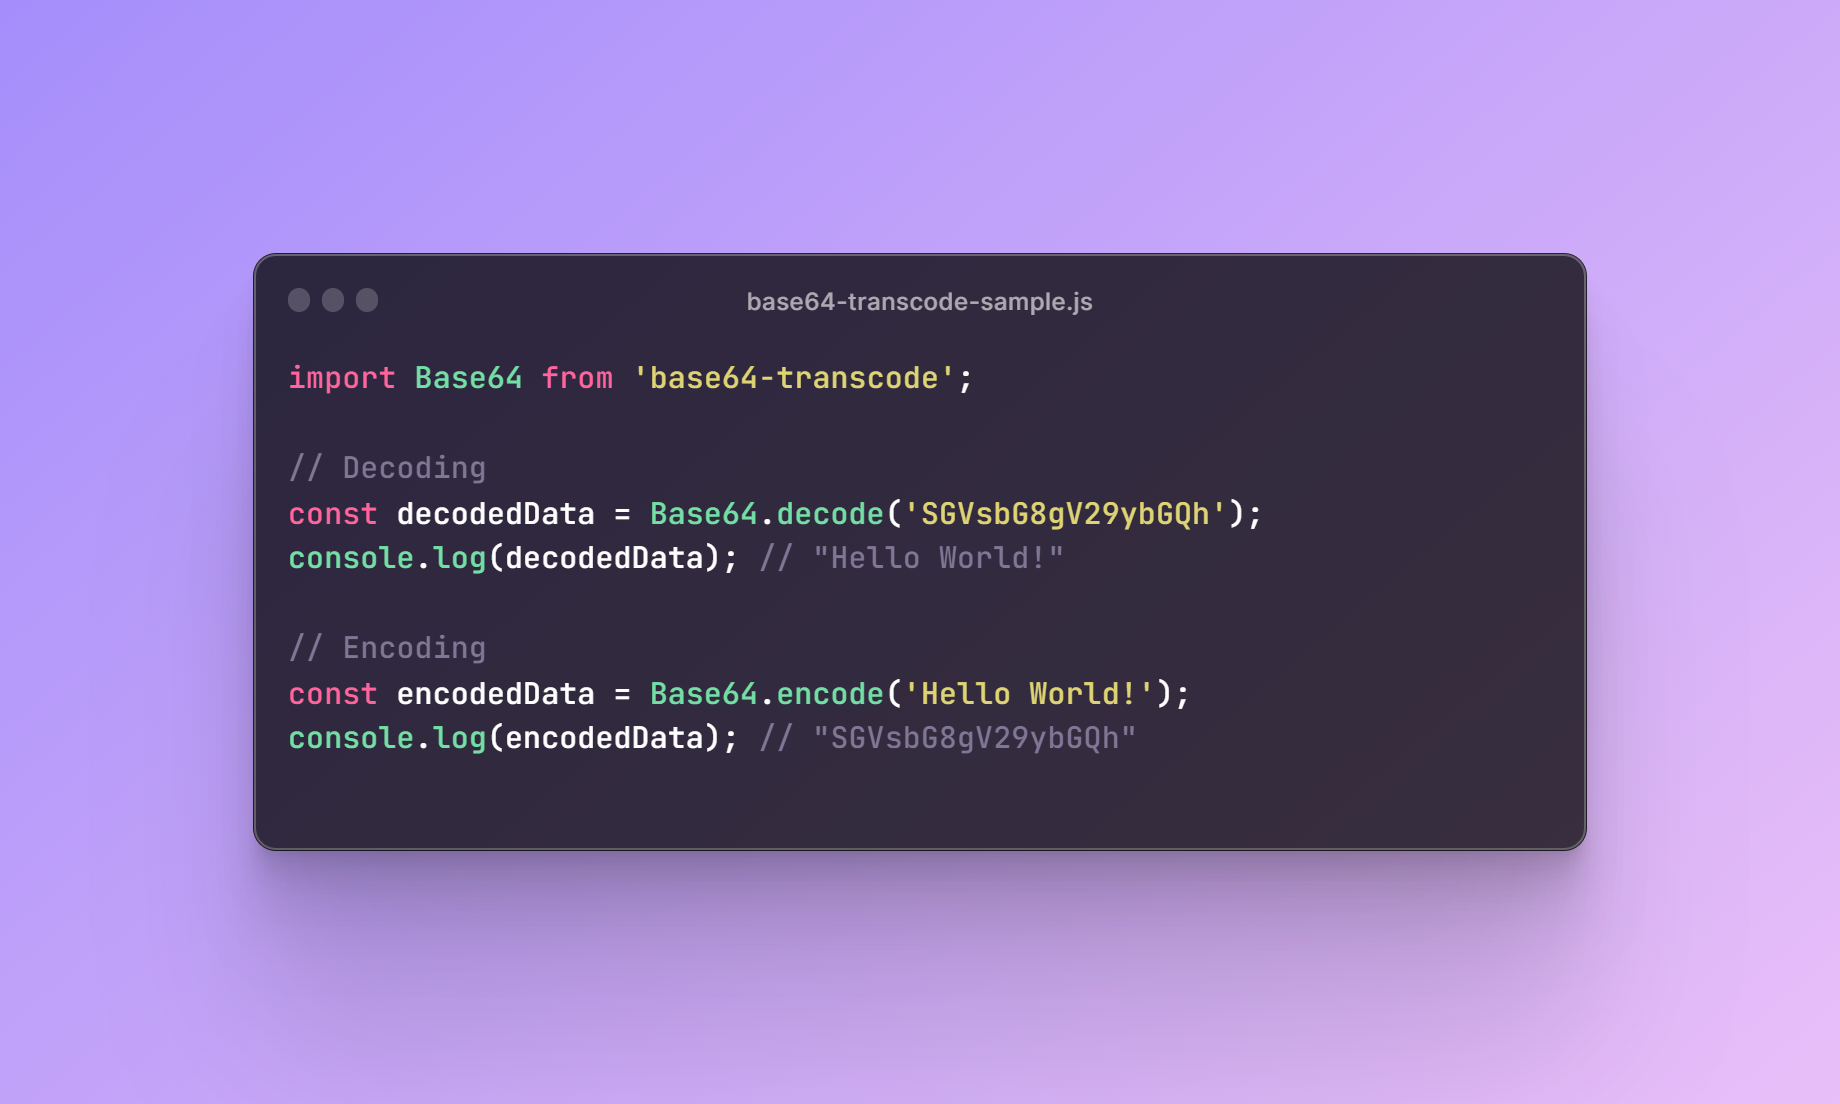 base64-transcode-sample.js
import Base64 from 'base64-transcode';
// Decoding
const decodedData = Base64.decode('SGVsbG8gV29ybGQh');
console.log(decodedData); // "Hello World!"
// Encoding
const encodedData = Base64.encode('Hello World!');
console.log(encodedData); // "SGVsbG8gV29ybGQh"